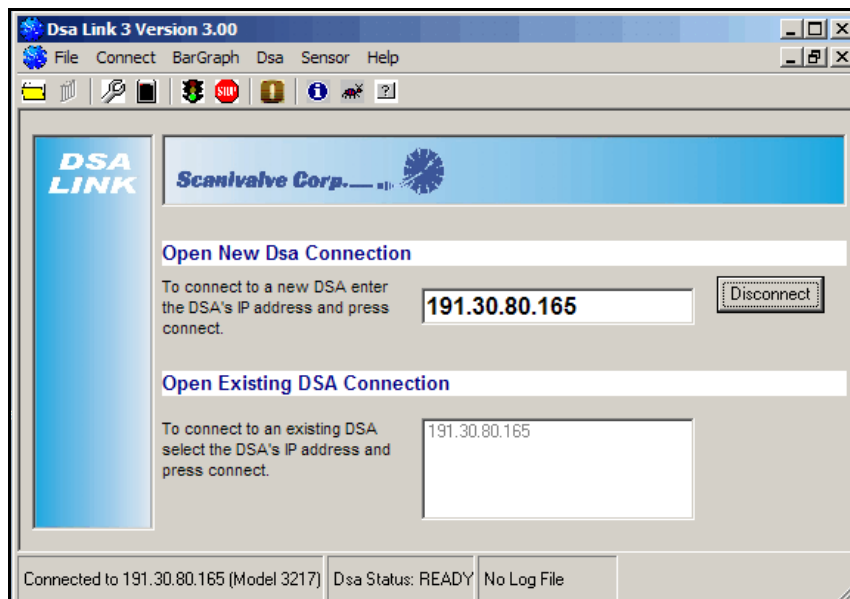 Dsa Link 3 Version 3.00
File Connect BarGraph Dsa Sensor Help
STOP
DSA
LINK
Scanivalve Corp.
Open New Dsa Connection
To connect to a new DSA enter
the DSA's IP address and press
connect.
191.30.80.165
Disconnect
Open Existing DSA Connection
To connect to an existing DSA
select the DSA's IP address and
press connect.
191.30.80.165
Connected to 191.30.80.165 (Model 3217) Dsa Status: READY No Log File